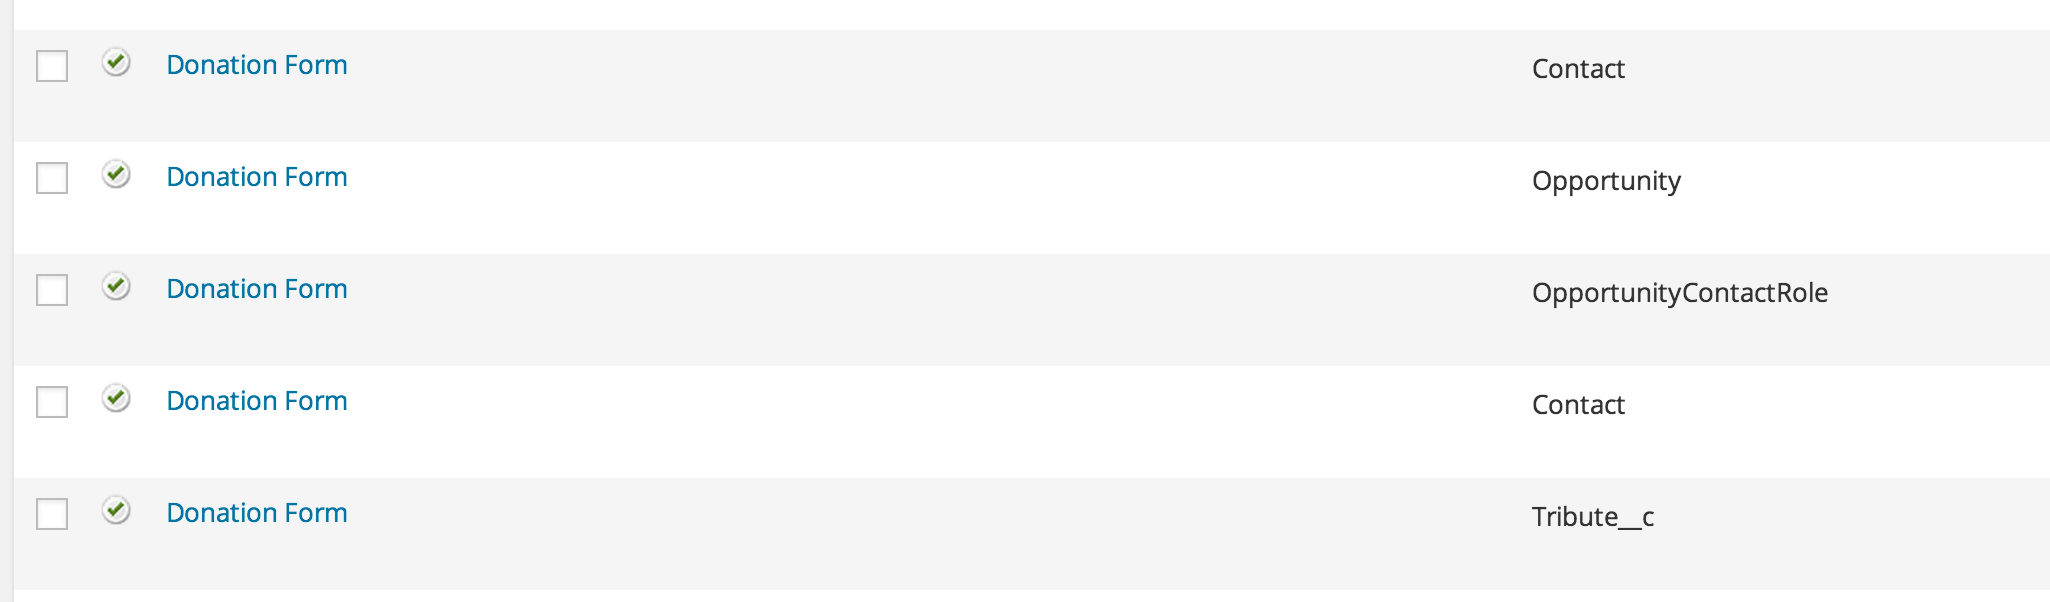 Donation Form Contact
Donation Form Opportunity
Donation Form OpportunityContactRole
Donation Form Contact
Donation Form Tribute__c